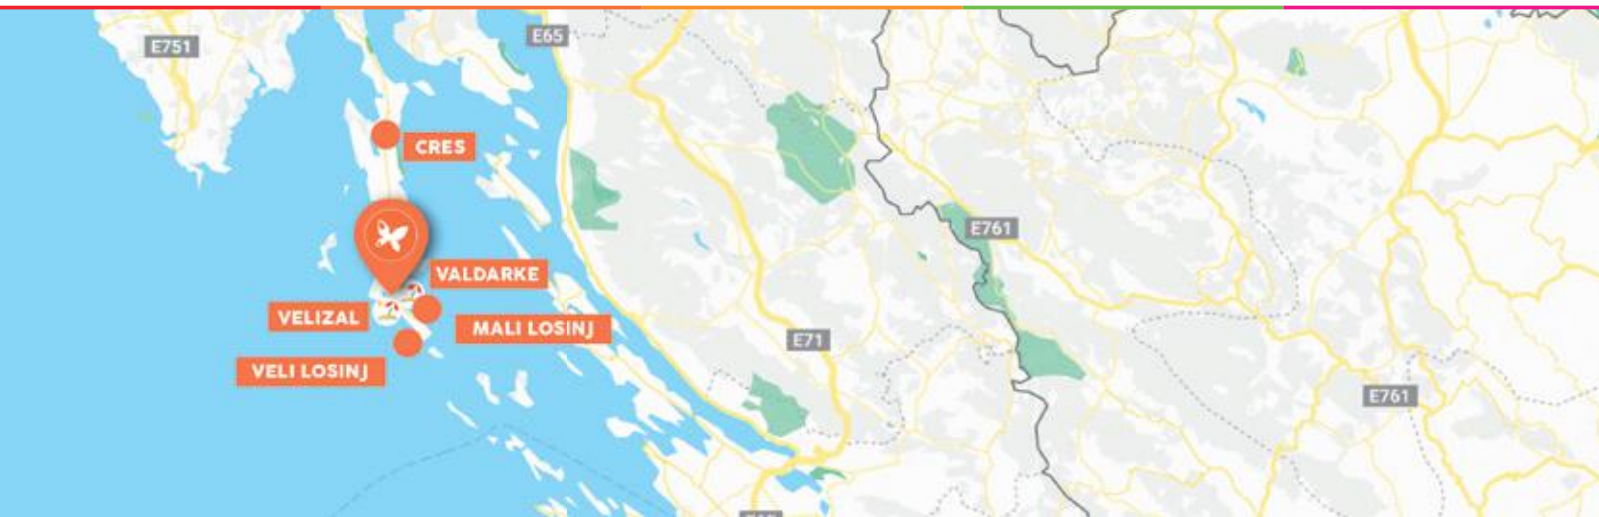 E751
E65
CRES
E761
VALDARKE
VELIZAL
MALI LOSINJ
E71
VELI LOSINJ
E761